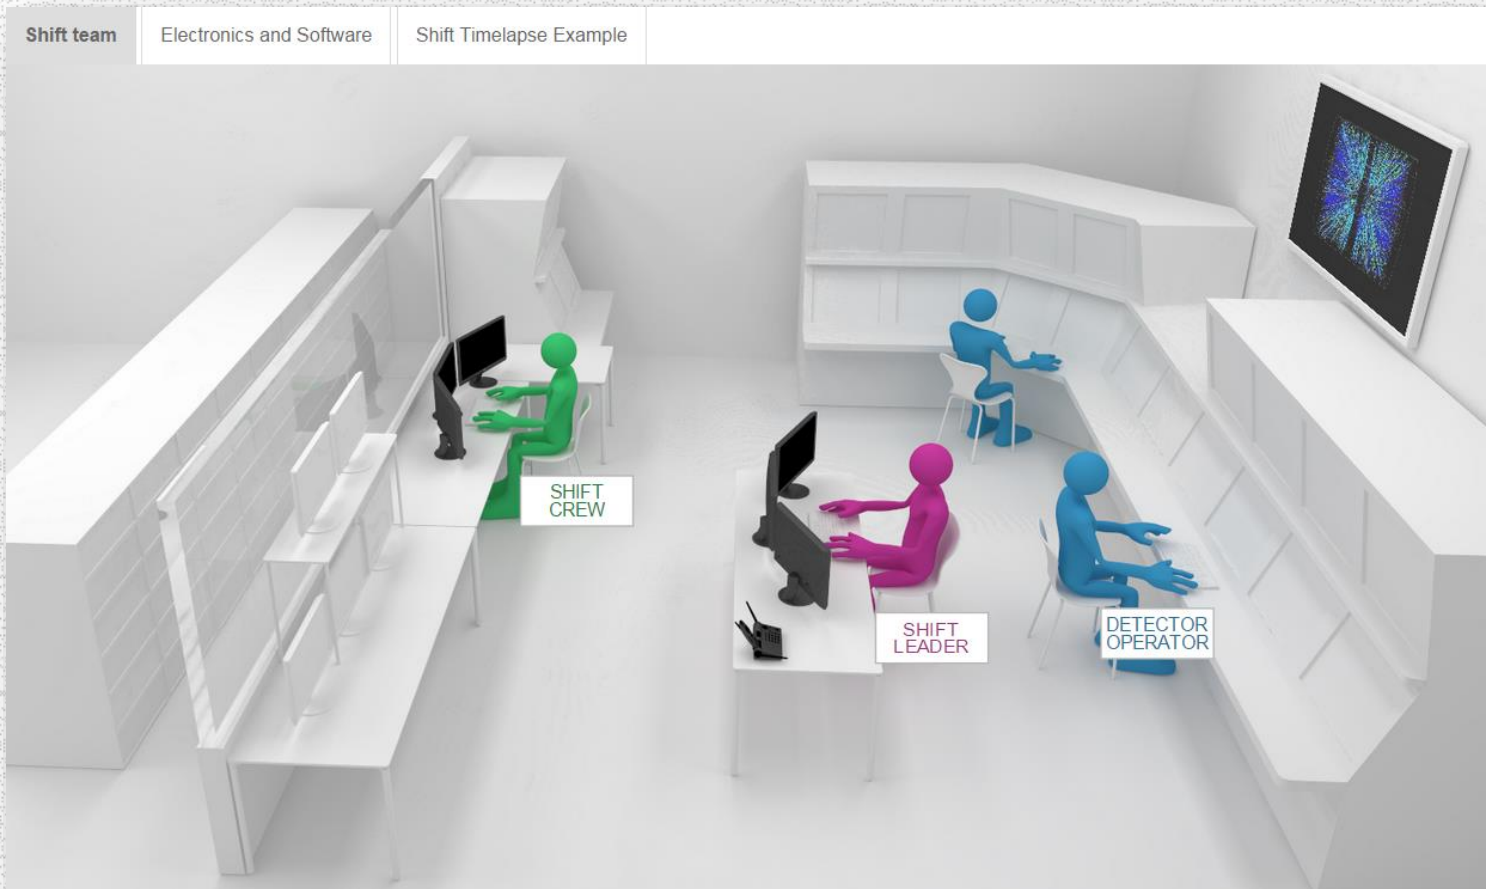 Shift team
Electronics and Software
Shift Timelapse Example
SHIFT
CREW
SHIFT
LEADER
DETECTOR
OPERATOR